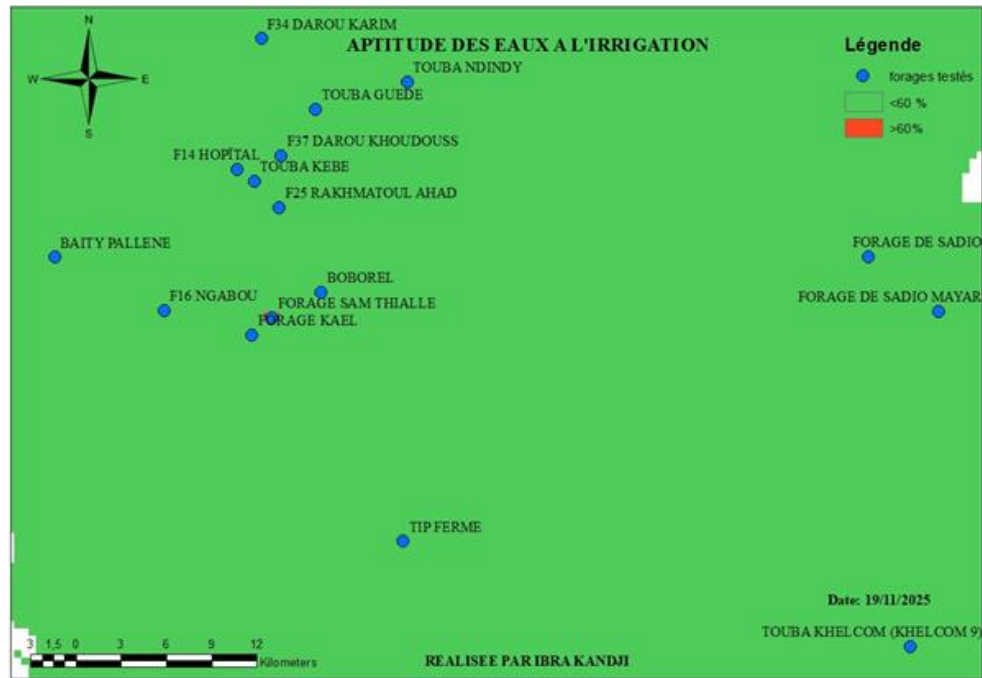 N
W
E
S
F34 DAROU KARIM
APTITUDE DES EAUX A L'IRRIGATION
Légende
forages testés
<60 %
>60%
TOUBA NDINDY
TOUBA GUEDE
F37 DAROU KHOUDOUSS
F14 HOPÏTAL
TOUBA KEBE
F25 RAKHMATOUL AHAD
BAITY PALLENE
FORAGE DE SADIO
BOBOREL
F16 NGABOU
FORAGE SAM THIALLE
FORAGE DE SADIO MAYAR
FORAGE KAEL
TIP FERME
Date: 19/11/2025
TOUBA KHELCOM (KHELCOM 9)
3 1,5 0 3 6 9 12
Kilometers
REALISEE PAR IBRA KANDJI